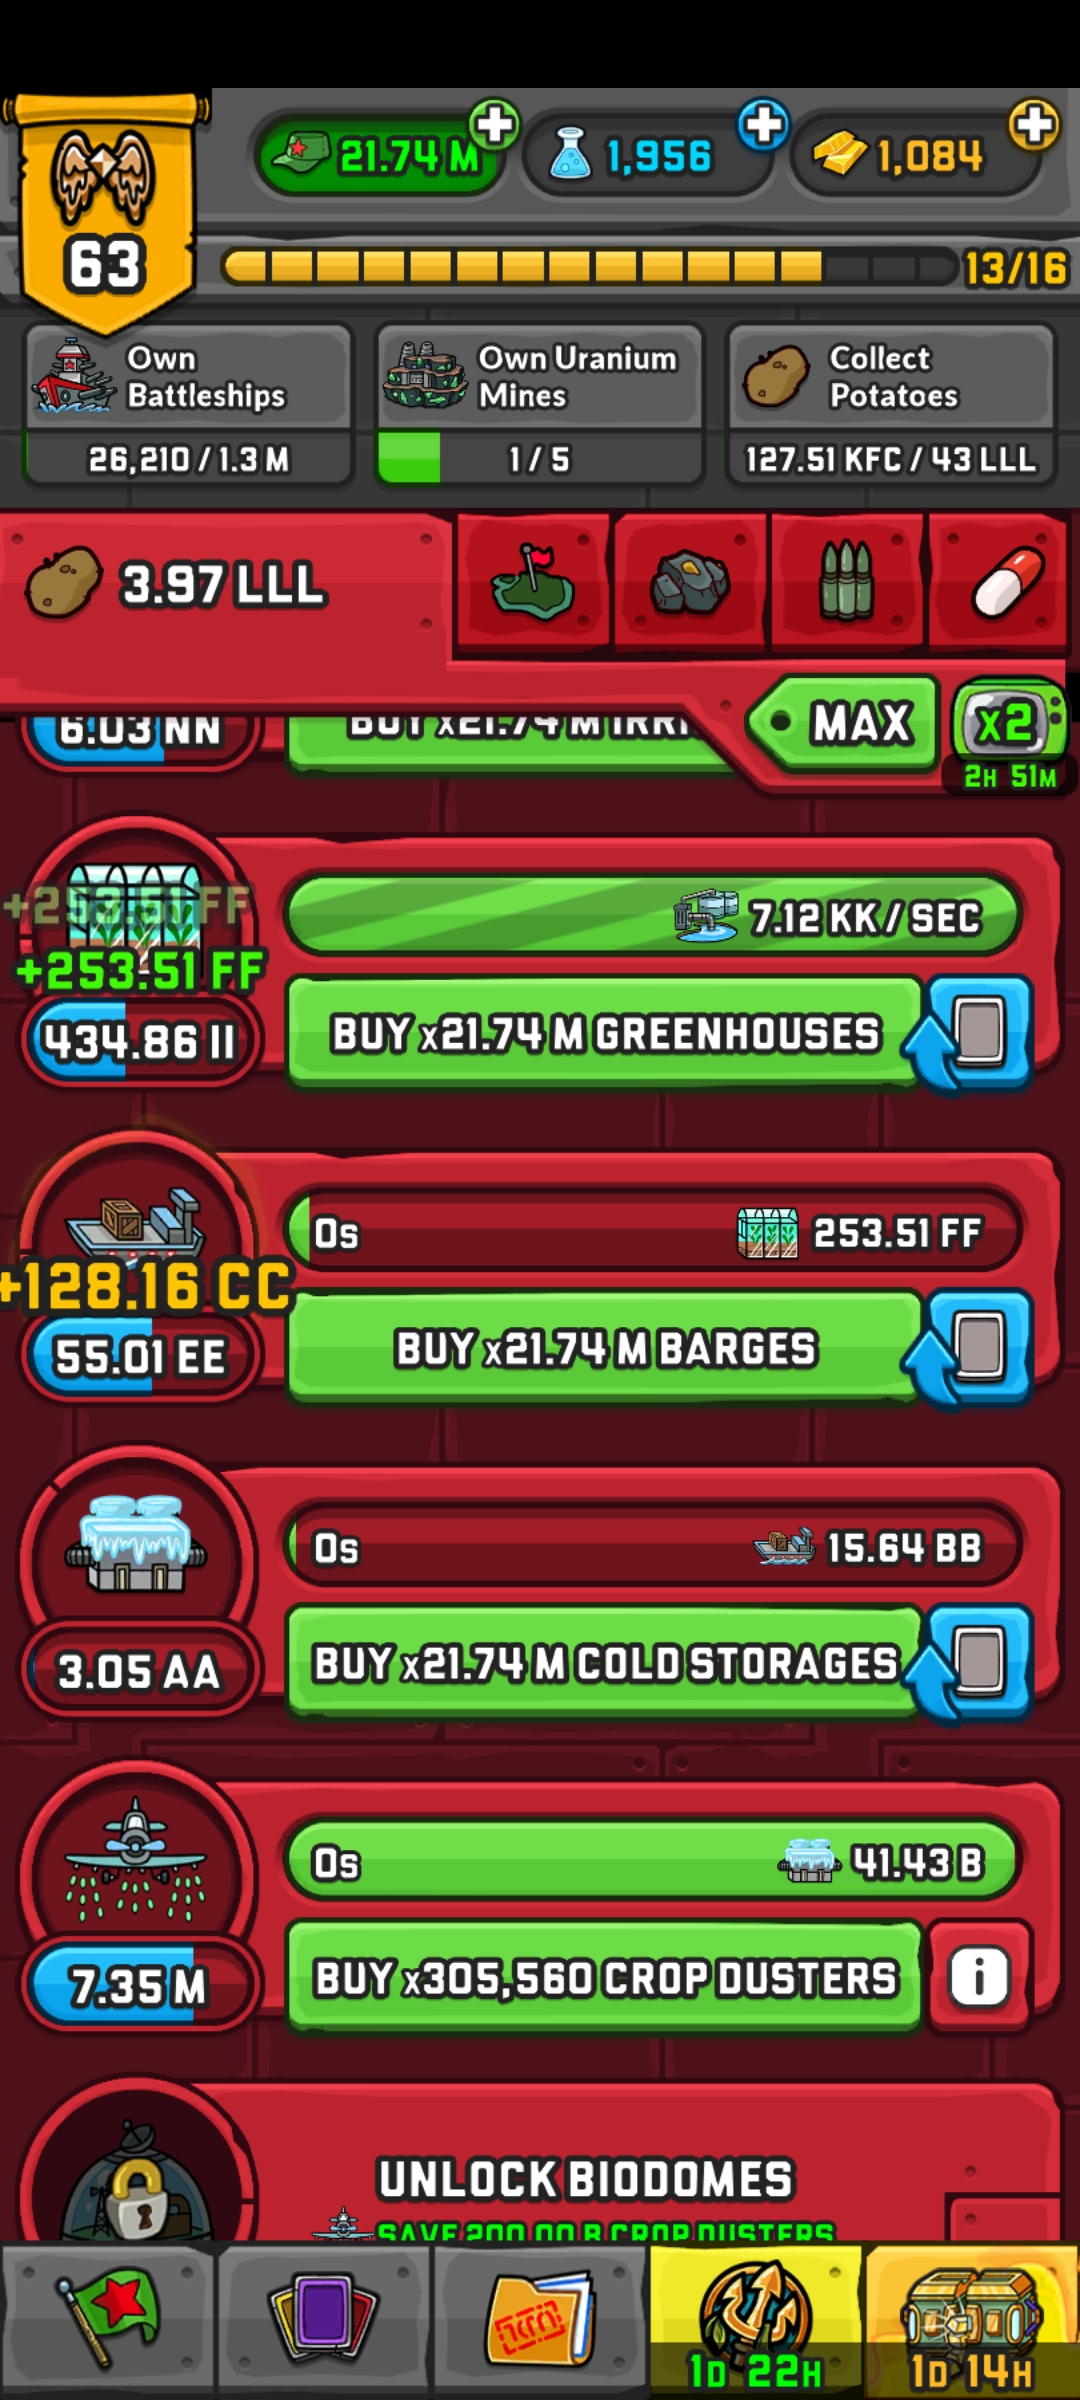 21.74 M
1,956
1,084
63
13/16
Own
Battleships
26,210 / 1.3 M
Own Uranium
Mines
1 / 5
Collect
Potatoes
127.51 KFC / 43 LLL
3.97 LLL
MAX
X2
2H 51M
6.03 NN
BUY x21.74 M
+253.51 FF
+253.51 FF
7.12 KK / SEC
434.86 II
BUY x21.74 M GREENHOUSES
0s
253.51 FF
+128.16 CC
55.01 EE
BUY x21.74 M BARGES
0s
15.64 BB
3.05 AA
BUY x21.74 M COLD STORAGES
0s
41.43 B
7.35 M
BUY x305,560 CROP DUSTERS
i
UNLOCK BIODOMES
SAVE 200.00 B CROP DUSTERS
1D 22H
1D 14H